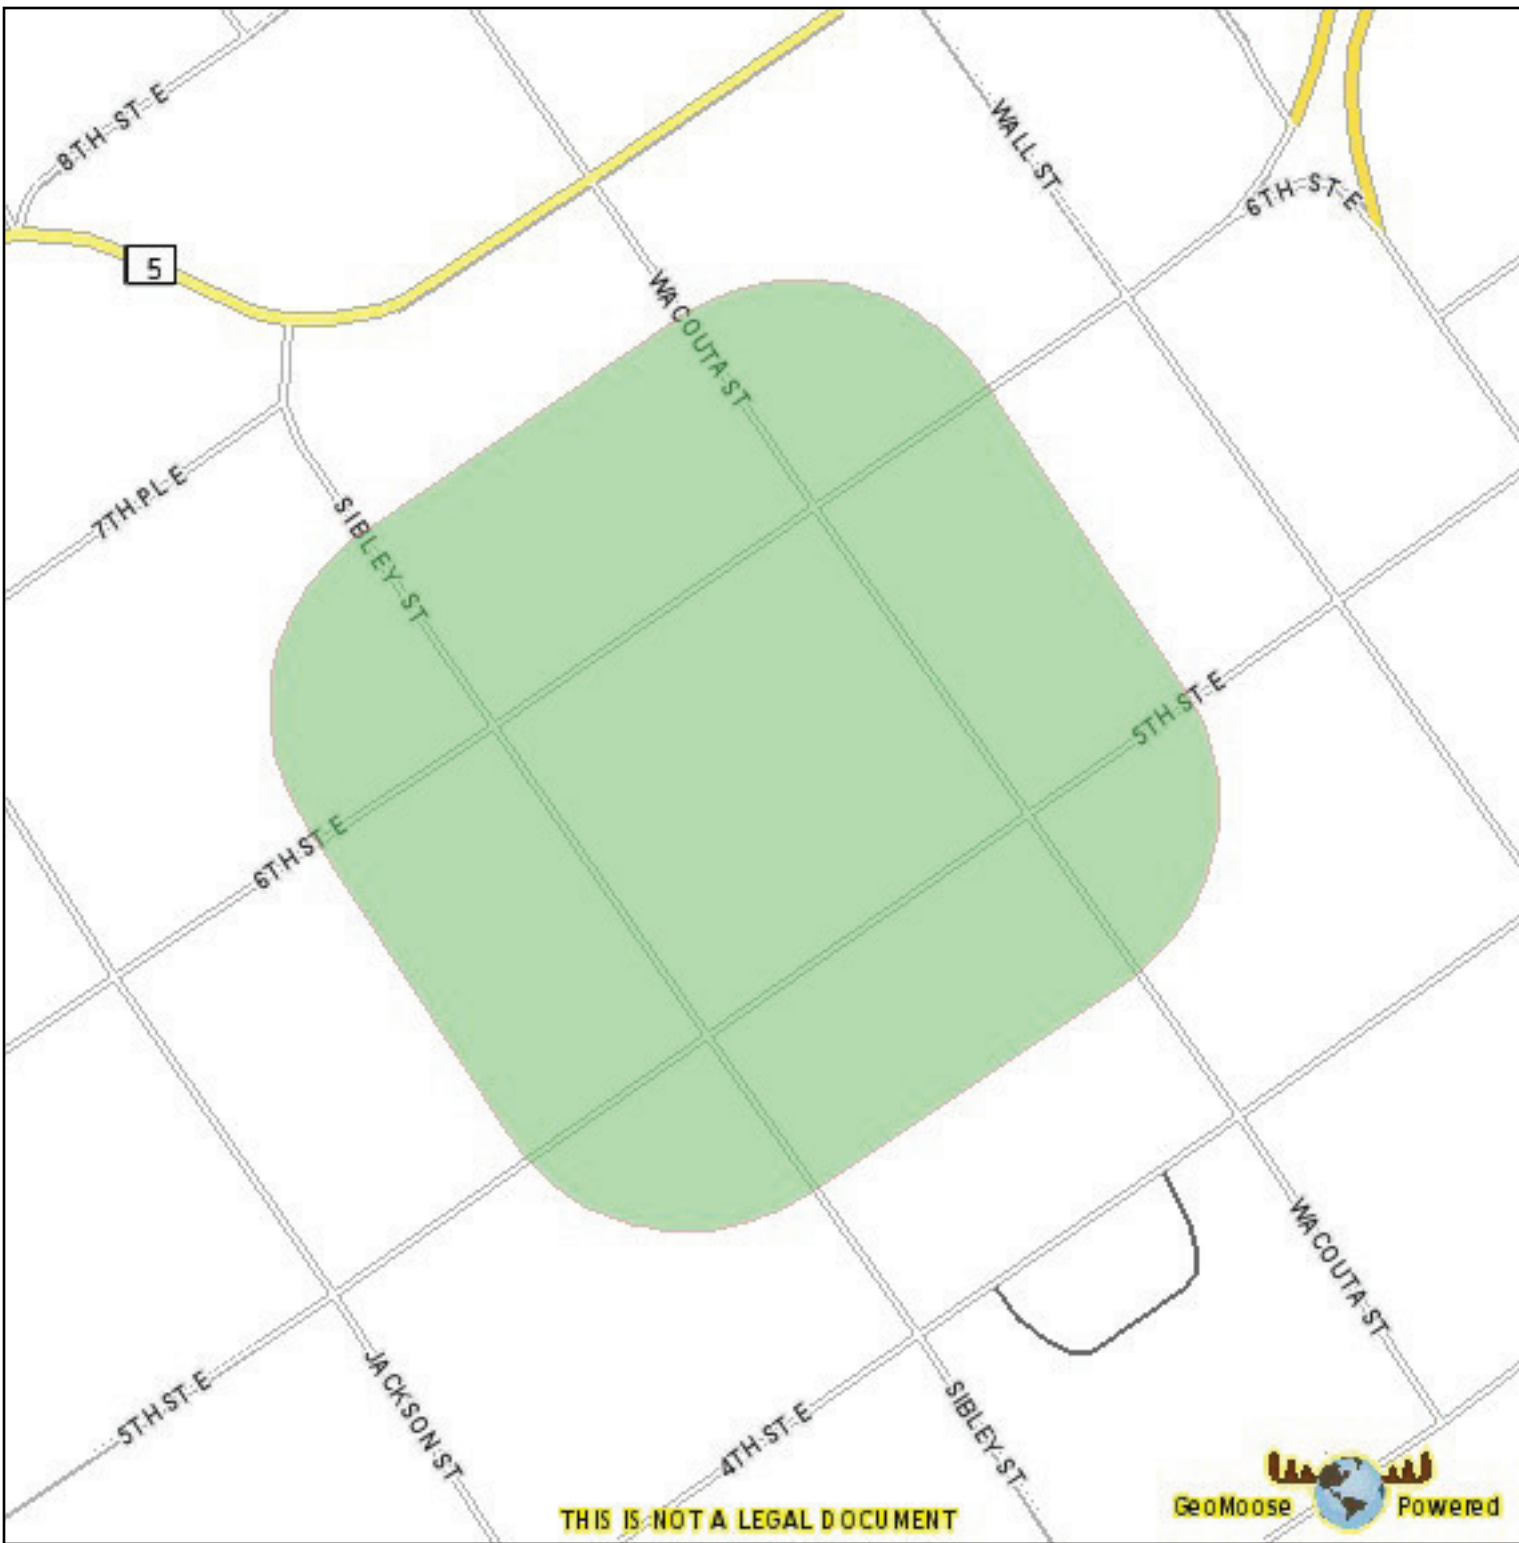 8TH ST E
WALL ST
6TH ST E
5
WACOUTA ST
7TH PL E
SIBLEY ST
5TH ST E
6TH ST E
WACOUTA ST
5TH ST E
JACKSON ST
4TH ST E
SIBLEY ST
THIS IS NOT A LEGAL DOCUMENT
GeoMoose Powered